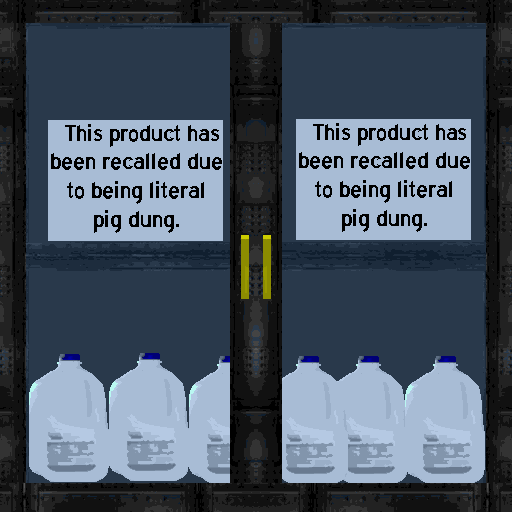 This product has
been recalled due
to being literal
pig dung.
This product has
been recalled due
to being literal
pig dung.